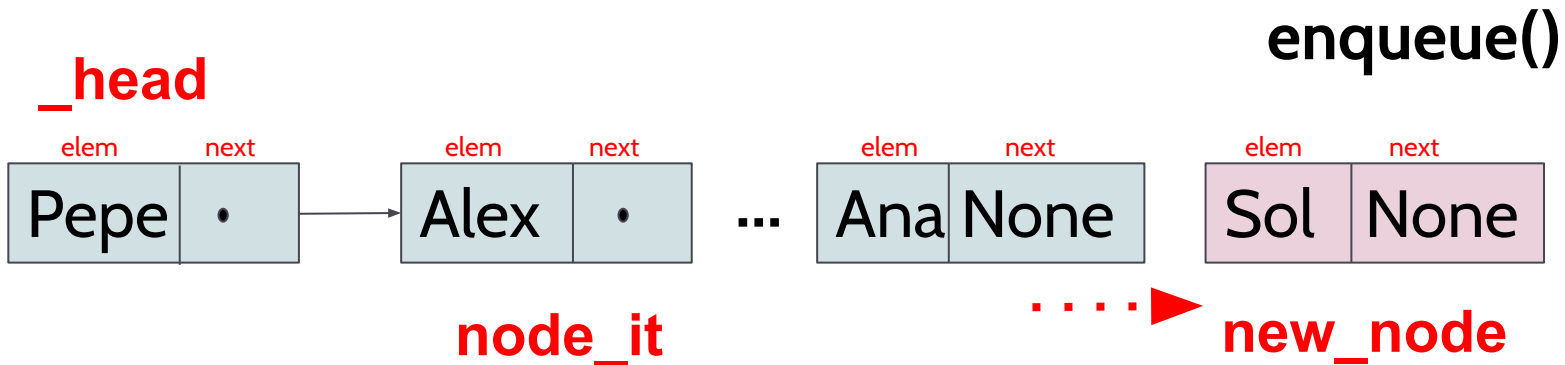 enqueue()
_head
elem next elem next elem next elem next
Pepe Alex ... Ana None Sol None
node_it new_node